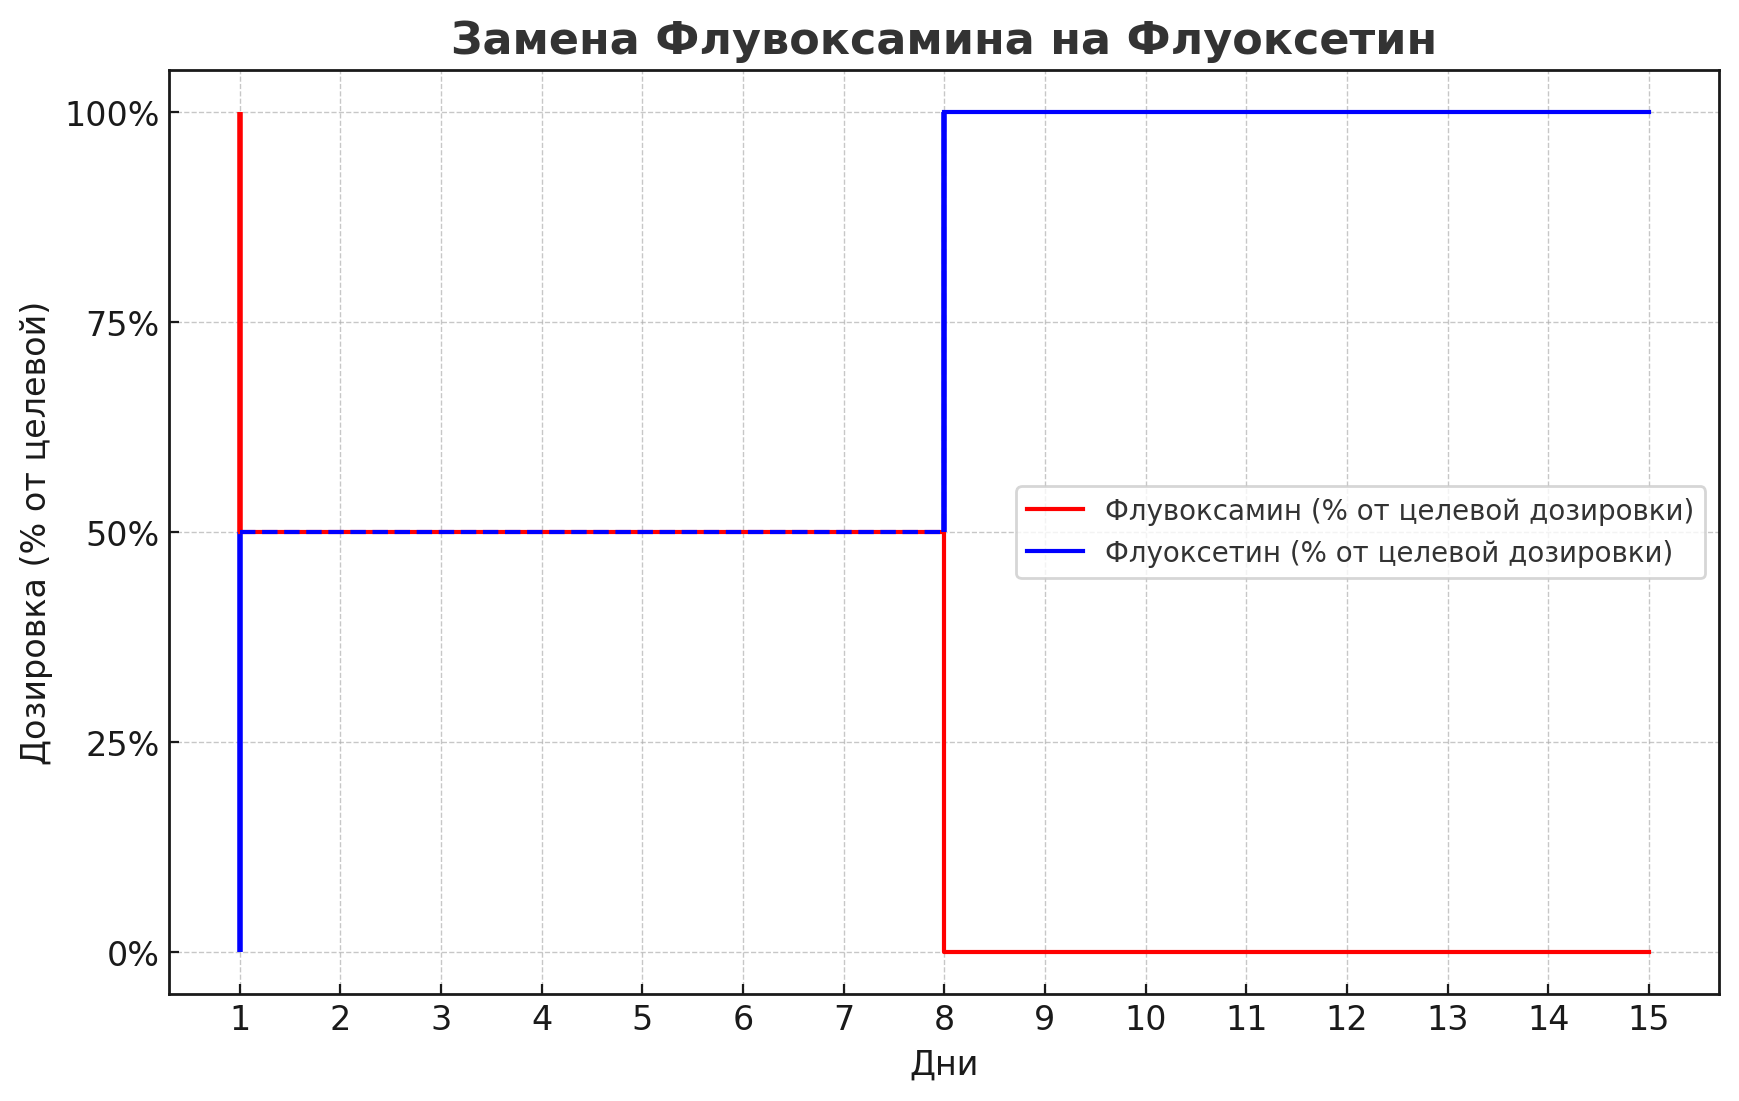 Замена Флувоксамина на Флуоксетин
Дозировка (% от целевой)
100%
75%
50%
25%
0%
Флувоксамин (% от целевой дозировки)
Флуоксетин (% от целевой дозировки)
1 2 3 4 5 6 7 8 9 10 11 12 13 14 15
Дни